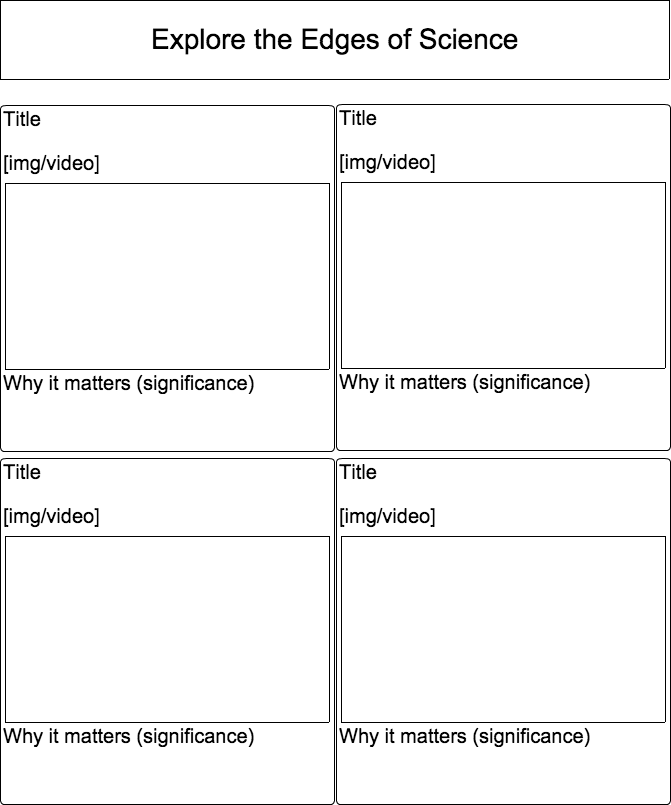 Explore the Edges of Science
Title
[img/video]
Why it matters (significance)
Title
[img/video]
Why it matters (significance)
Title
[img/video]
Why it matters (significance)
Title
[img/video]
Why it matters (significance)